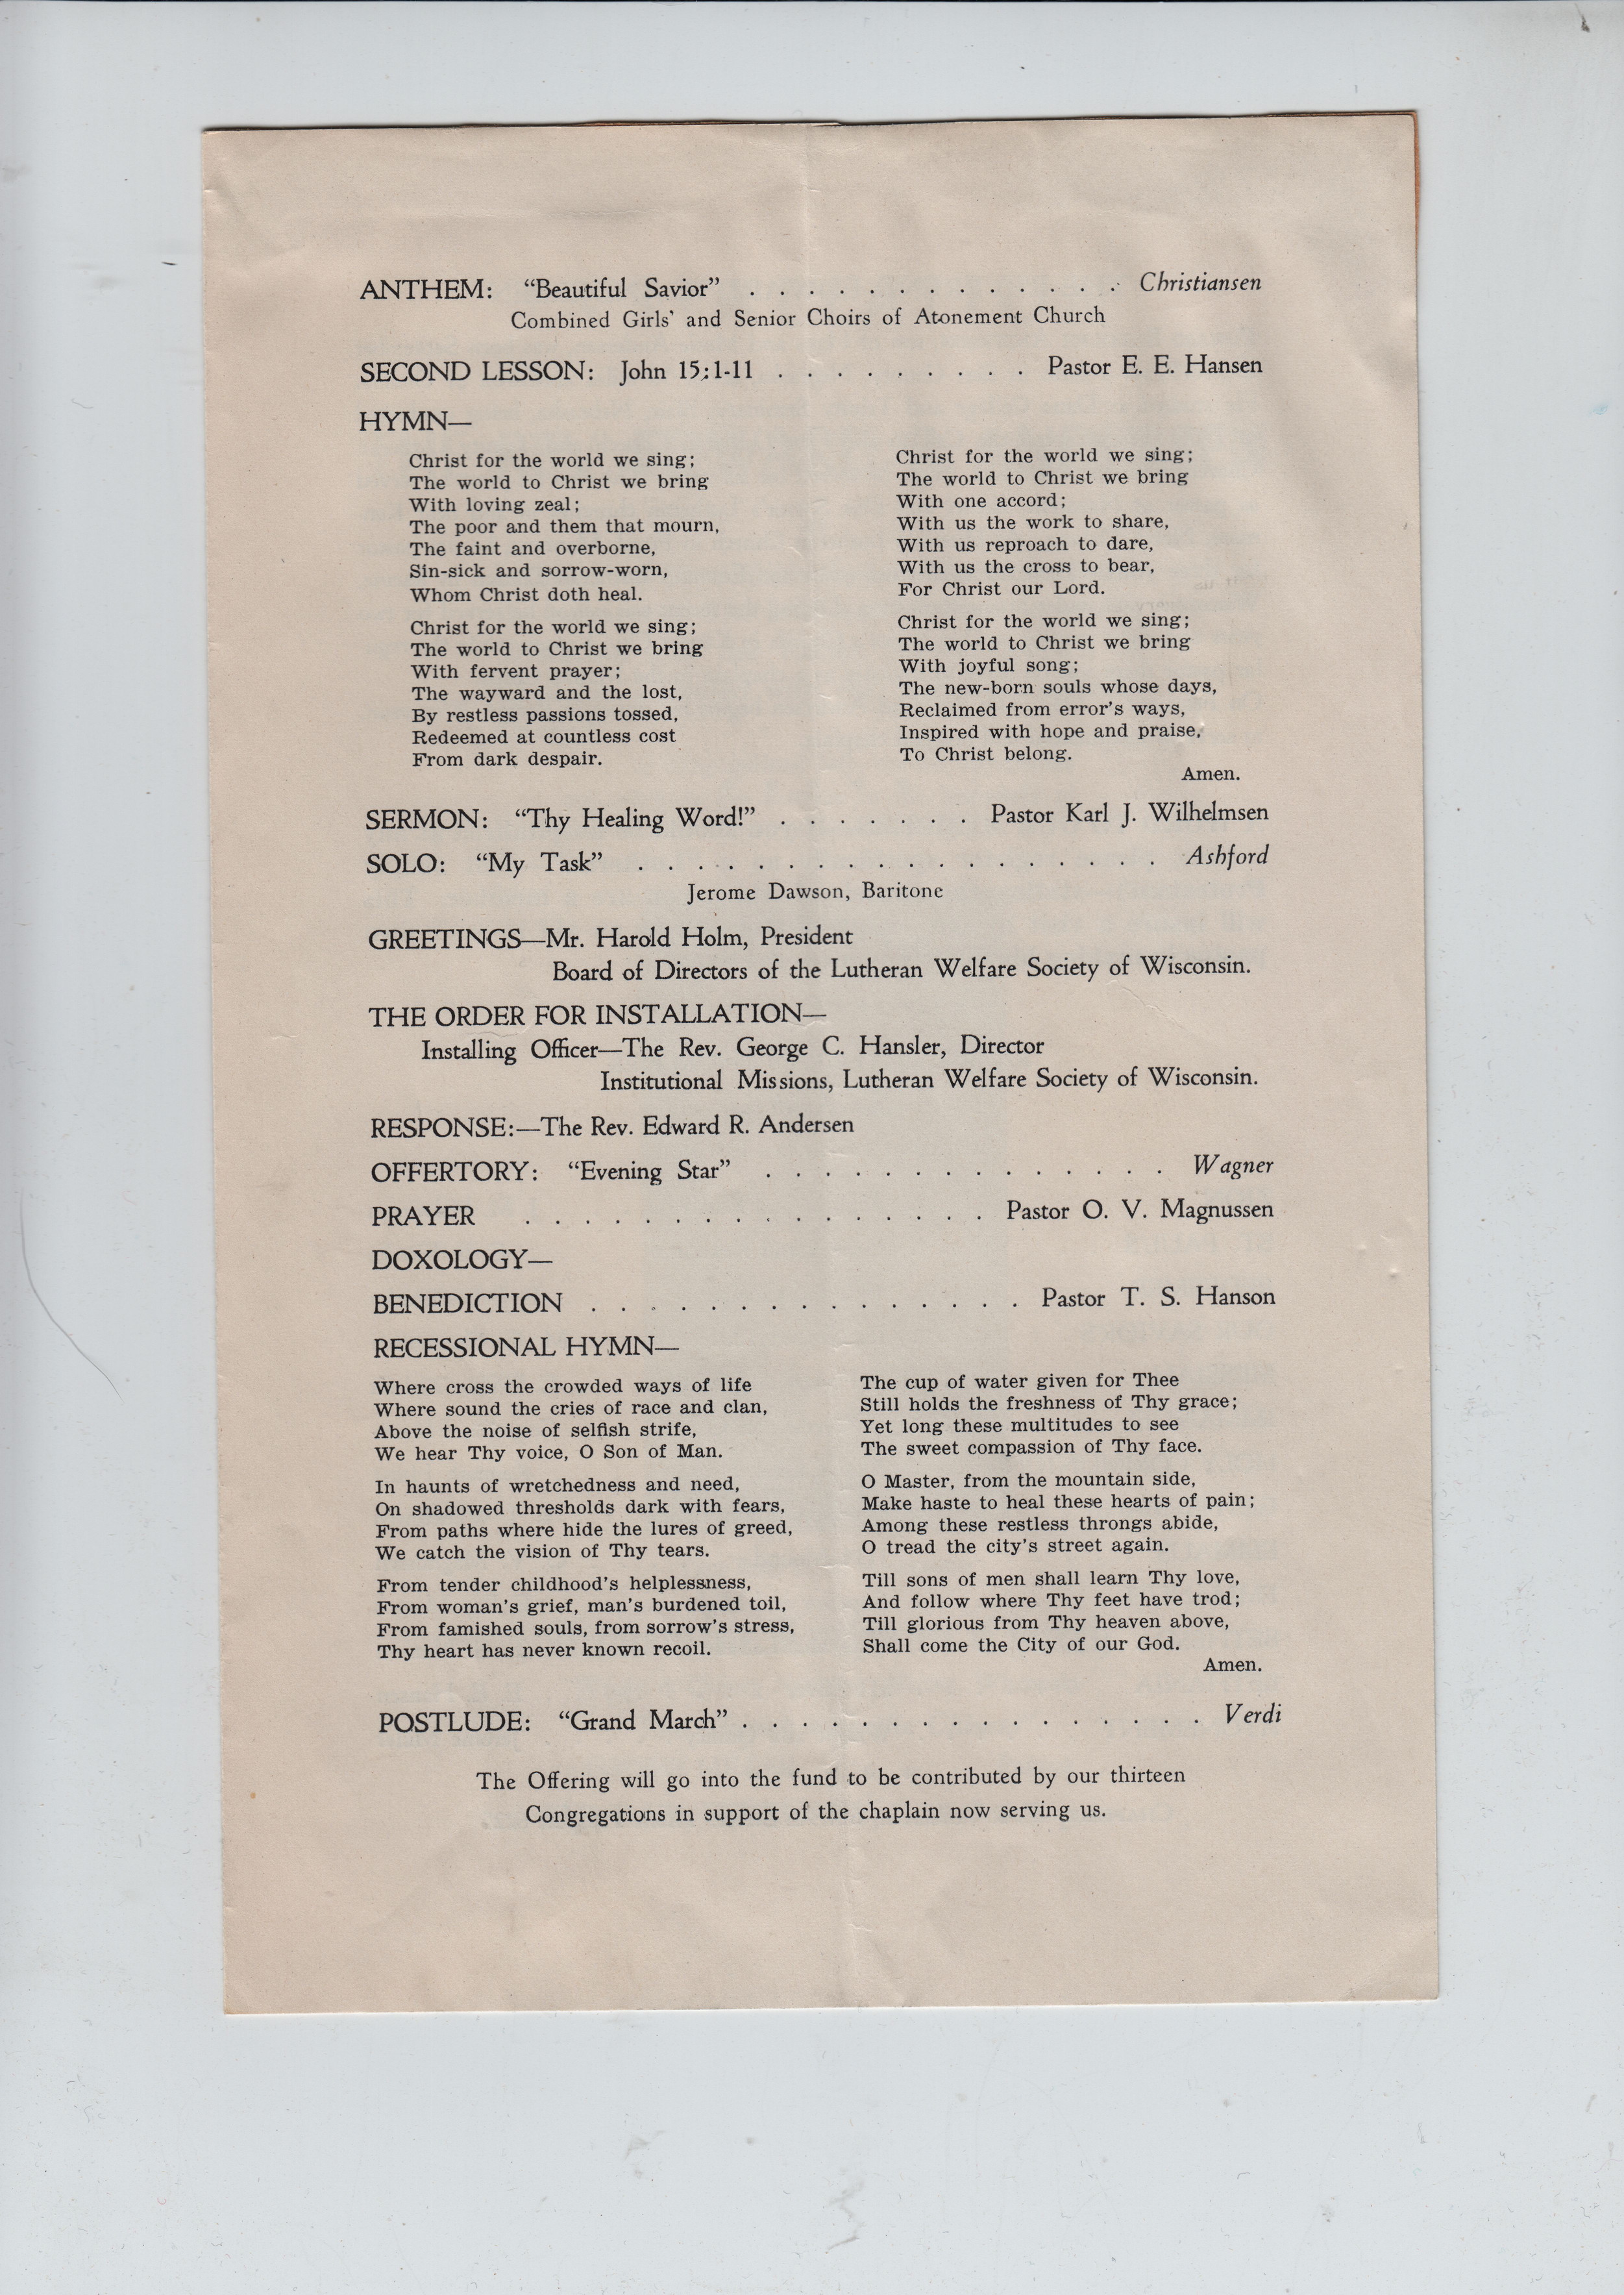 ANTHEM: “Beautiful Savior” . . . . . . . . . . . . . Christiansen
Combined Girls' and Senior Choirs of Atonement Church
SECOND LESSON: John 15:1-11 . . . . . . . . . Pastor E. E. Hansen
HYMN—
Christ for the world we sing;
The world to Christ we bring
With loving zeal;
The poor and them that mourn,
The faint and overborne,
Sin-sick and sorrow-worn,
Whom Christ doth heal.
Christ for the world we sing;
The world to Christ we bring
With fervent prayer;
The wayward and the lost,
By restless passions tossed,
Redeemed at countless cost
From dark despair.
Christ for the world we sing;
The world to Christ we bring
With one accord;
With us the work to share,
With us reproach to dare,
With us the cross to bear,
For Christ our Lord.
Christ for the world we sing;
The world to Christ we bring
With joyful song;
The new-born souls whose days,
Reclaimed from error's ways,
Inspired with hope and praise,
To Christ belong.
Amen.
SERMON: “Thy Healing Word!” . . . . . . . Pastor Karl J. Wilhelmsen
SOLO: “My Task” . . . . . . . . . . . . . . . . . . Ashford
Jerome Dawson, Baritone
GREETINGS—Mr. Harold Holm, President
Board of Directors of the Lutheran Welfare Society of Wisconsin.
THE ORDER FOR INSTALLATION—
Installing Officer—The Rev. George C. Hansler, Director
Institutional Missions, Lutheran Welfare Society of Wisconsin.
RESPONSE:—The Rev. Edward R. Andersen
OFFERTORY: “Evening Star” . . . . . . . . . . . . . . Wagner
PRAYER . . . . . . . . . . . . . . . . Pastor O. V. Magnussen
DOXOLOGY—
BENEDICTION . . . . . . . . . . . . . . . Pastor T. S. Hanson
RECESSIONAL HYMN—
Where cross the crowded ways of life
Where sound the cries of race and clan,
Above the noise of selfish strife,
We hear Thy voice, O Son of Man.
In haunts of wretchedness and need,
On shadowed thresholds dark with fears,
From paths where hide the lures of greed,
We catch the vision of Thy tears.
From tender childhood's helplessness,
From woman's grief, man's burdened toil,
From famished souls, from sorrow's stress,
Thy heart has never known recoil.
The cup of water given for Thee
Still holds the freshness of Thy grace;
Yet long these multitudes to see
The sweet compassion of Thy face.
O Master, from the mountain side,
Make haste to heal these hearts of pain;
Among these restless throngs abide,
O tread the city's street again.
Till sons of men shall learn Thy love,
And follow where Thy feet have trod;
Till glorious from Thy heaven above,
Shall come the City of our God.
Amen.
POSTLUDE: “Grand March” . . . . . . . . . . . . . . . . Verdi
The Offering will go into the fund to be contributed by our thirteen
Congregations in support of the chaplain now serving us.